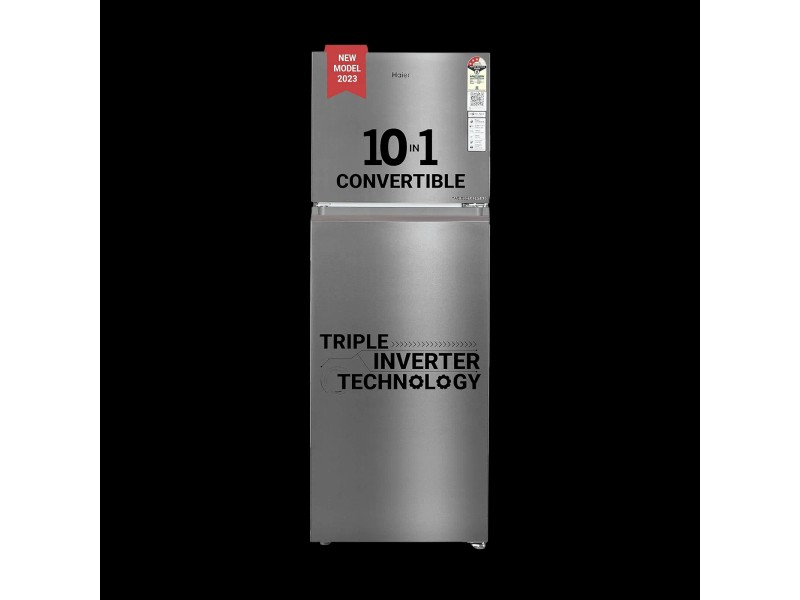 NEW
MODEL
2023
Haier
10 IN 1
CONVERTIBLE
TRIPLE
INVERTER
TECHNOLOGY